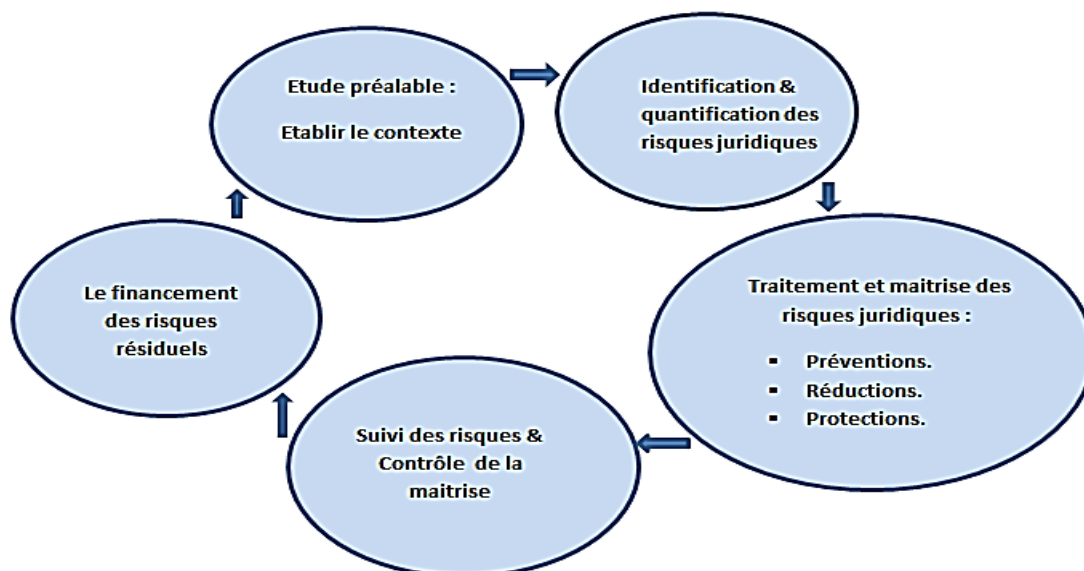 Etude préalable :
Etablir le contexte
Identification &
quantification des
risques juridiques
Traitement et maitrise des
risques juridiques :
▪ Préventions.
▪ Réductions.
▪ Protections.
Suivi des risques &
Contrôle de la
maitrise
Le financement
des risques
résiduels